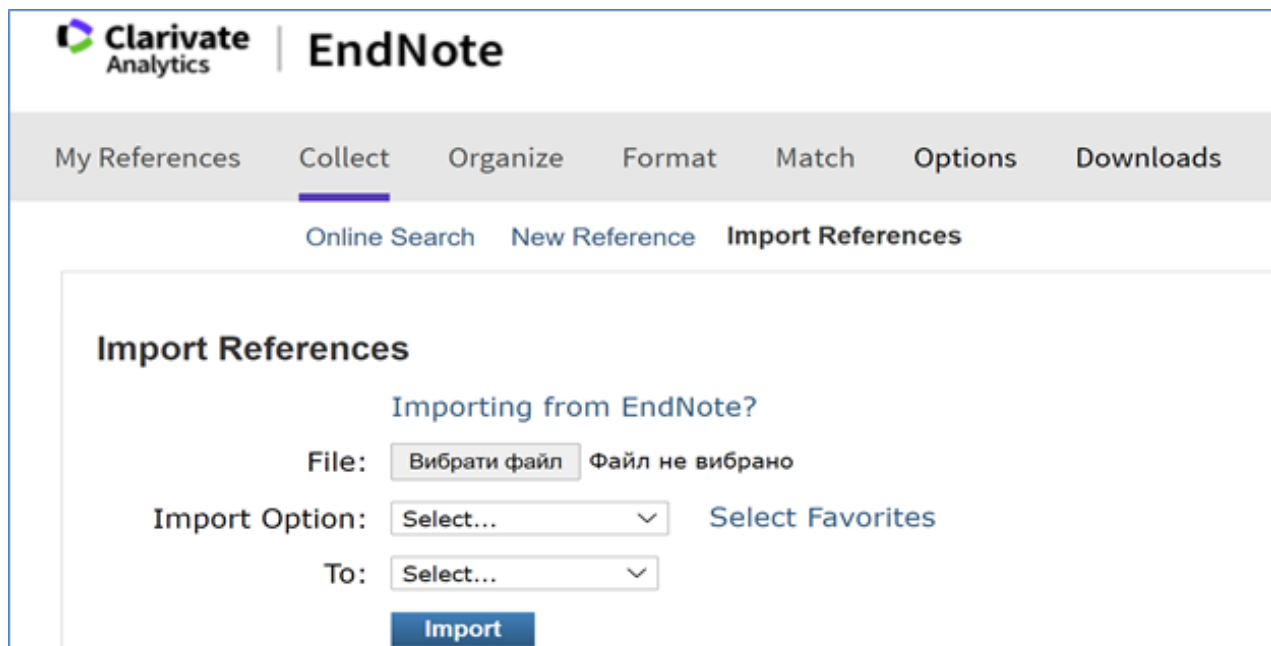 Clarivate Analytics | EndNote
My References Collect Organize Format Match Options Downloads
Online Search New Reference Import References
Import References
Importing from EndNote?
File: Вибрати файл Файл не вибрано
Import Option: Select... Select Favorites
To: Select...
Import